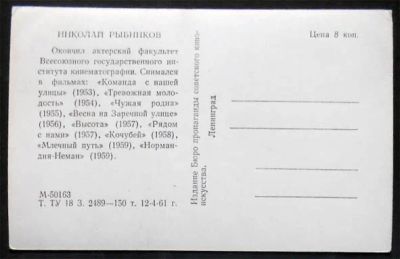 НИКОЛАЙ РЫБНИКОВ
Окончил актерский факультет
Всесоюзного государственного ин-
ститута кинематографии. Снимался
в фильмах: «Команда с нашей
улицы» (1953), «Тревожная моло-
дость» (1954), «Чужая родня»
(1955), «Весна на Заречной улице»
(1956), «Высота» (1957), «Рядом
с нами» (1957), «Кочубей» (1958),
«Млечный путь» (1959), «Норман-
дия-Неман» (1959).
М-50163
Т. ТУ 18 З. 2489—150 т. 12-4-61 г.
Издание Бюро пропаганды советского кино-
искусства.
Ленинград
Цена 8 коп.